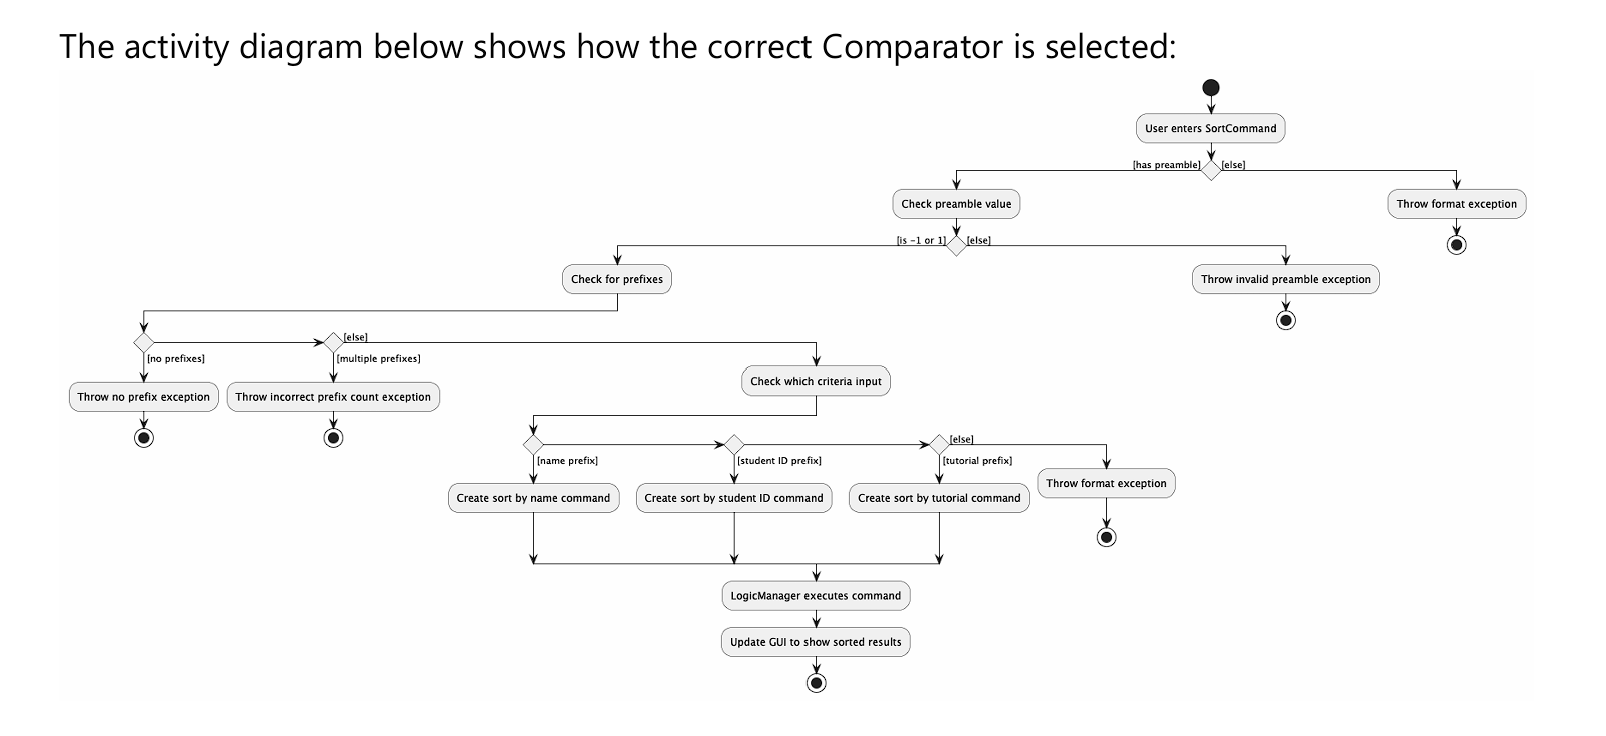 The activity diagram below shows how the correct Comparator is selected:
User enters SortCommand
[has preamble]
[else]
Check preamble value
Throw format exception
[is -1 or 1]
[else]
Check for prefixes
Throw invalid preamble exception
[else]
[no prefixes]
[multiple prefixes]
Check which criteria input
Throw no prefix exception
Throw incorrect prefix count exception
[else]
[name prefix]
[student ID prefix]
[tutorial prefix]
Throw format exception
Create sort by name command
Create sort by student ID command
Create sort by tutorial command
LogicManager executes command
Update GUI to show sorted results